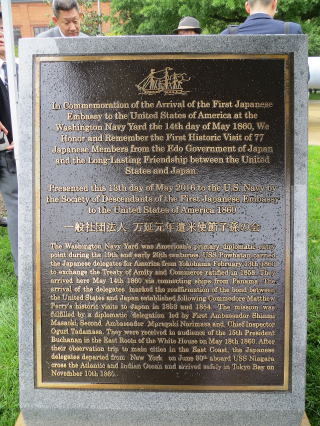 In Commemoration of the Arrival of the First Japanese
Embassy to the United States of America at the
Washington Navy Yard the 14th day of May 1860, We
Honor and Remember the First Historic Visit of 77
Japanese Members from the Edo Government of Japan
and the Long-Lasting Friendship between the United
States and Japan.
Presented this 13th day of May 2016 to the U.S. Navy by
the Society of Descendants of the First Japanese Embassy
to the United States of America 1860
一般社団法人 万延元年遣米使節子孫の会
The Washington Navy Yard was America's primary diplomatic entry
point during the 19th and early 20th centuries. USS Powhatan carried
the Japanese delegates for America from Yokohama February 13th 1860
to exchange the Treaty of Amity and Commerce ratified in 1858. They
arrived here May 14th 1860 via connecting ships from Panama. The
arrival of the delegates marked the reaffirmation of the bond between
the United States and Japan established following Commodore Matthew
Perry's historic visits to Japan in 1853 and 1854. The mission was
fulfilled by a diplomatic delegation led by First Ambassador Shinmi
Masaoki, Second Ambassador Muragaki Norimasa and, Chief Inspector
Oguri Tadamasa. They were received in audience of the 15th President
Buchanan in the East Room of the White House on May 18th 1860. After
their observation trip to main cities in the East Coast, the Japanese
delegates departed from New York on June 30th aboard USS Niagara
cross the Atlantic and Indian Ocean and arrived safely in Tokyo Bay on
November 10th 1860.